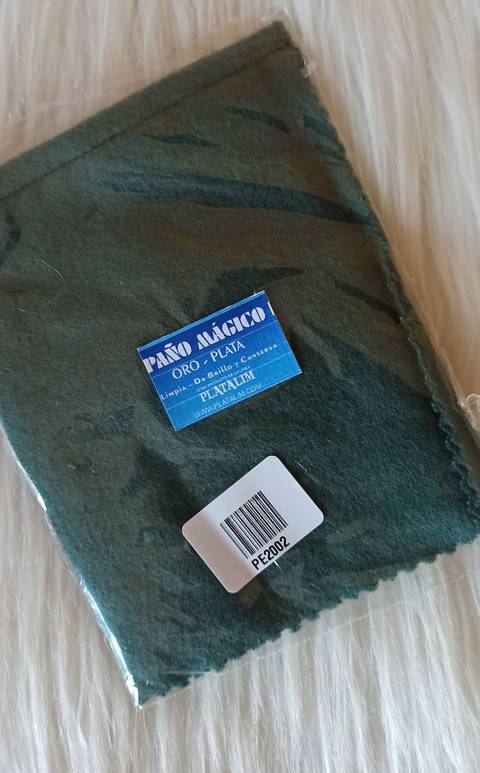 PAÑO MÁGICO
ORO - PLATA
Limpia - Da Brillo y Conserva
PLATALIM
WWW.PLATALIM.COM
PE2002